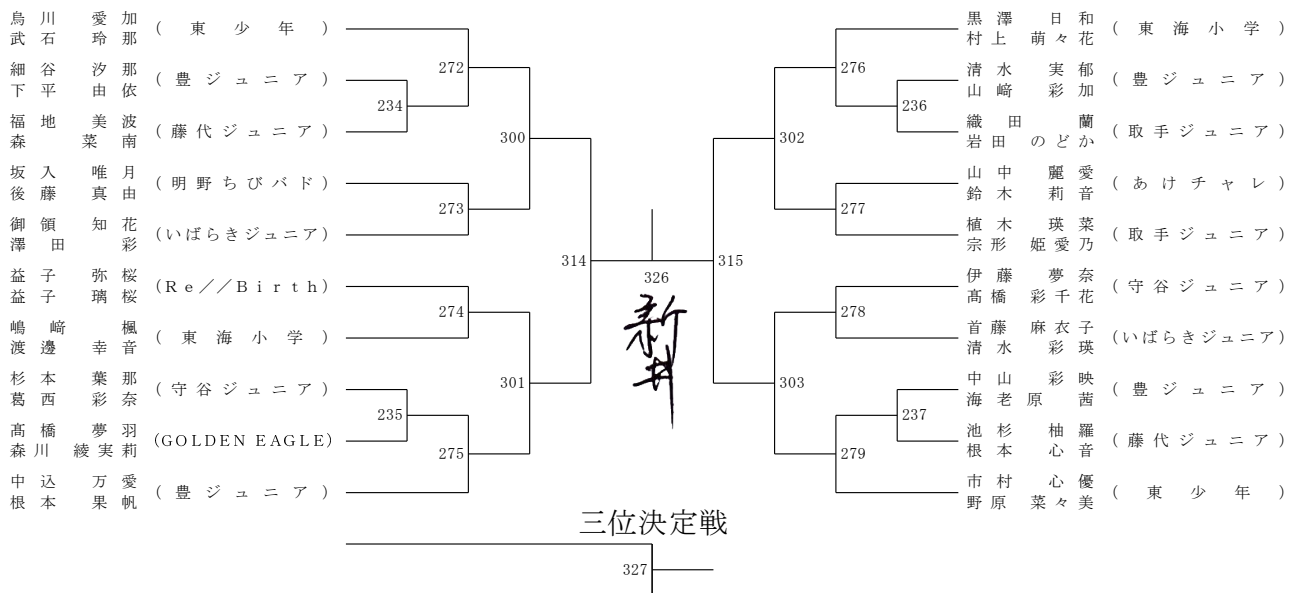 鳥川 愛加
武石 玲那
(東少年)
細谷 汐那
下平 由依
(豊ジュニア)
福地 美波
森 菜南
(藤代ジュニア)
坂入 唯月
後藤 真由
(明野ちびバド)
御領 知花
澤田 彩
(いばらきジュニア)
益子 弥桜
益子 璃桜
(Re//Birth)
嶋﨑 楓
渡邊 幸音
(東海小学)
杉本 葉那
葛西 彩奈
(守谷ジュニア)
髙橋 夢羽
森川 綾実莉
(GOLDEN EAGLE)
中込 万愛
根本 果帆
(豊ジュニア)
272
234
300
273
314
274
301
235
275
326
新井
315
276
236
302
277
278
303
237
279
黒澤 日和
村上 萌々花
(東海小学)
清水 実郁
山﨑 彩加
(豊ジュニア)
織田 蘭
岩田 のどか
(取手ジュニア)
山中 麗愛
鈴木 莉音
(あけチャレ)
植木 瑛菜
宗形 姫愛乃
(取手ジュニア)
伊藤 夢奈
髙橋 彩千花
(守谷ジュニア)
首藤 麻衣子
清水 彩瑛
(いばらきジュニア)
中山 彩映
海老原 茜
(豊ジュニア)
池杉 柚羅
根本 心音
(藤代ジュニア)
市村 心優
野原 菜々美
(東少年)
三位決定戦
327